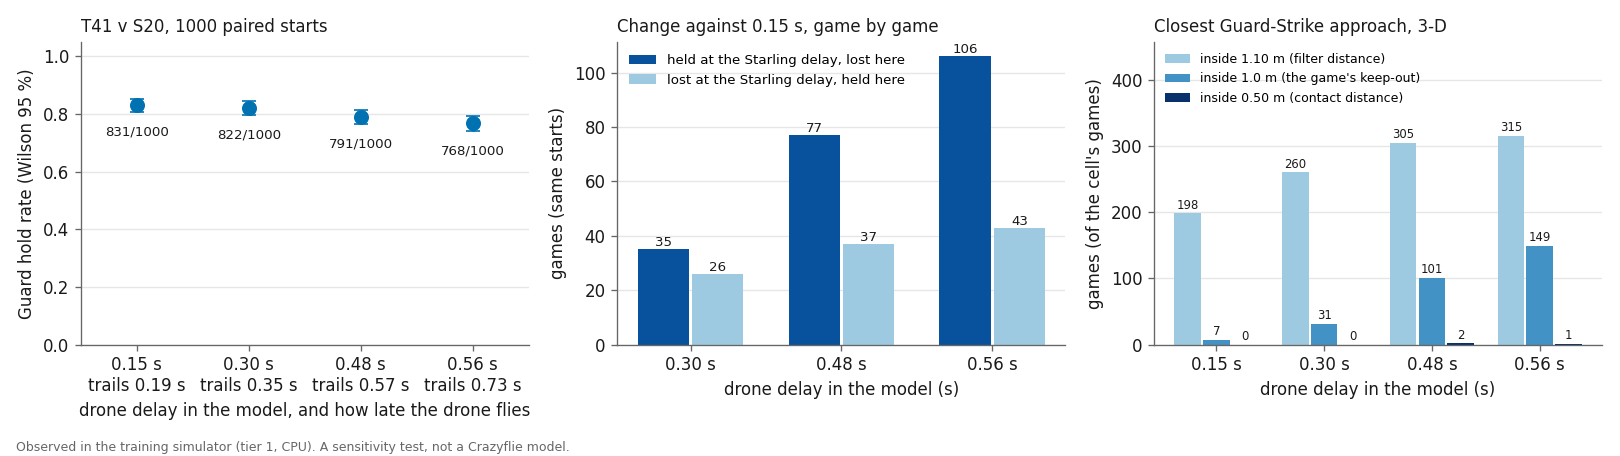 T41 v S20, 1000 paired starts
Guard hold rate (Wilson 95 %)
1.0
0.8
0.6
0.4
0.2
0.0
831/1000
822/1000
791/1000
768/1000
0.15 s
0.30 s
0.48 s
0.56 s
trails 0.19 s
trails 0.35 s
trails 0.57 s
trails 0.73 s
drone delay in the model, and how late the drone flies
Change against 0.15 s, game by game
games (same starts)
held at the Starling delay, lost here
lost at the Starling delay, held here
100
80
60
40
20
0
35
26
77
37
106
43
0.30 s
0.48 s
0.56 s
drone delay in the model (s)
Closest Guard-Strike approach, 3-D
games (of the cell's games)
inside 1.10 m (filter distance)
inside 1.0 m (the game's keep-out)
inside 0.50 m (contact distance)
400
300
200
100
0
198
7
0
260
31
0
305
101
2
315
149
1
0.15 s
0.30 s
0.48 s
0.56 s
drone delay in the model (s)
Observed in the training simulator (tier 1, CPU). A sensitivity test, not a Crazyflie model.